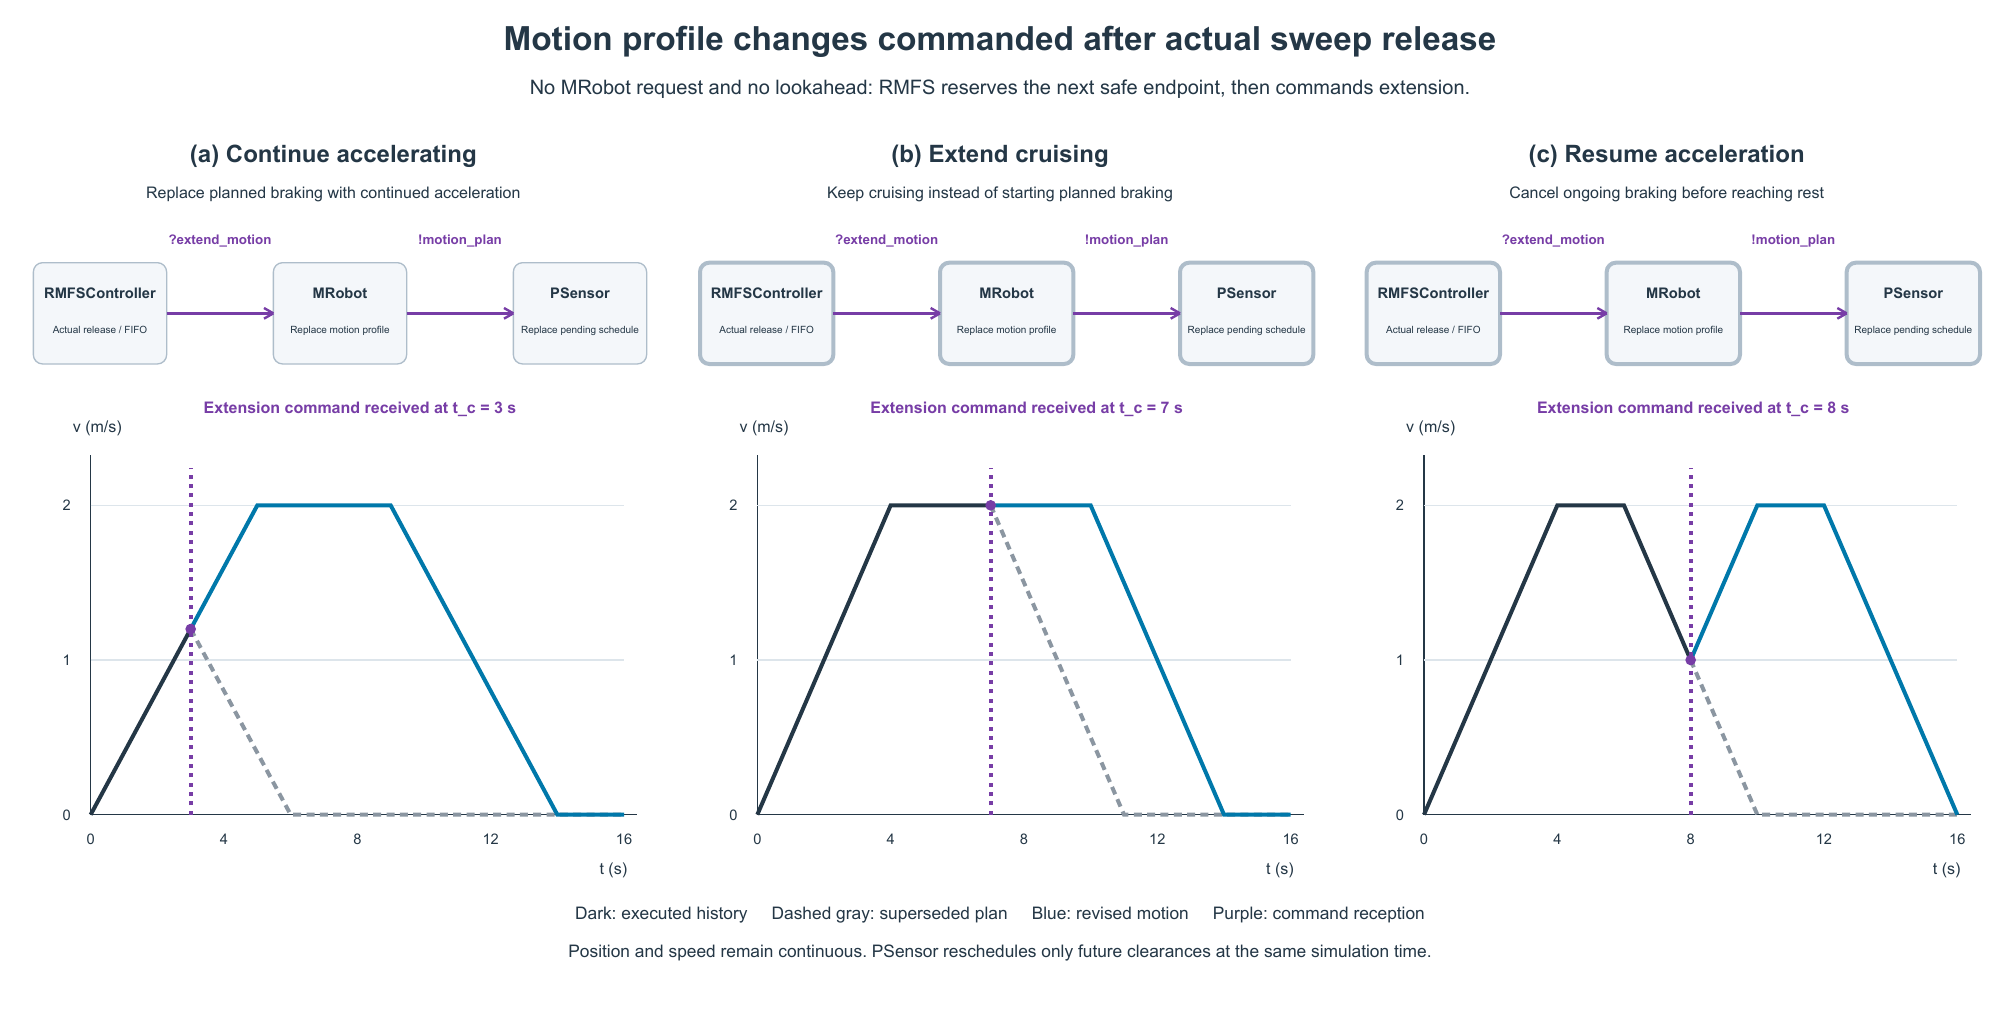 Motion profile changes commanded after actual sweep release
No MRobot request and no lookahead: RMFS reserves the next safe endpoint, then commands extension.
(a) Continue accelerating
Replace planned braking with continued acceleration
?extend_motion
!motion_plan
RMFSController
Actual release / FIFO
MRobot
Replace motion profile
PSensor
Replace pending schedule
Extension command received at t_c = 3 s
v (m/s)
2
1
0
0 4 8 12 16
t (s)
(b) Extend cruising
Keep cruising instead of starting planned braking
?extend_motion
!motion_plan
RMFSController
Actual release / FIFO
MRobot
Replace motion profile
PSensor
Replace pending schedule
Extension command received at t_c = 7 s
v (m/s)
2
1
0
0 4 8 12 16
t (s)
(c) Resume acceleration
Cancel ongoing braking before reaching rest
?extend_motion
!motion_plan
RMFSController
Actual release / FIFO
MRobot
Replace motion profile
PSensor
Replace pending schedule
Extension command received at t_c = 8 s
v (m/s)
2
1
0
0 4 8 12 16
t (s)
Dark: executed history Dashed gray: superseded plan Blue: revised motion Purple: command reception
Position and speed remain continuous. PSensor reschedules only future clearances at the same simulation time.